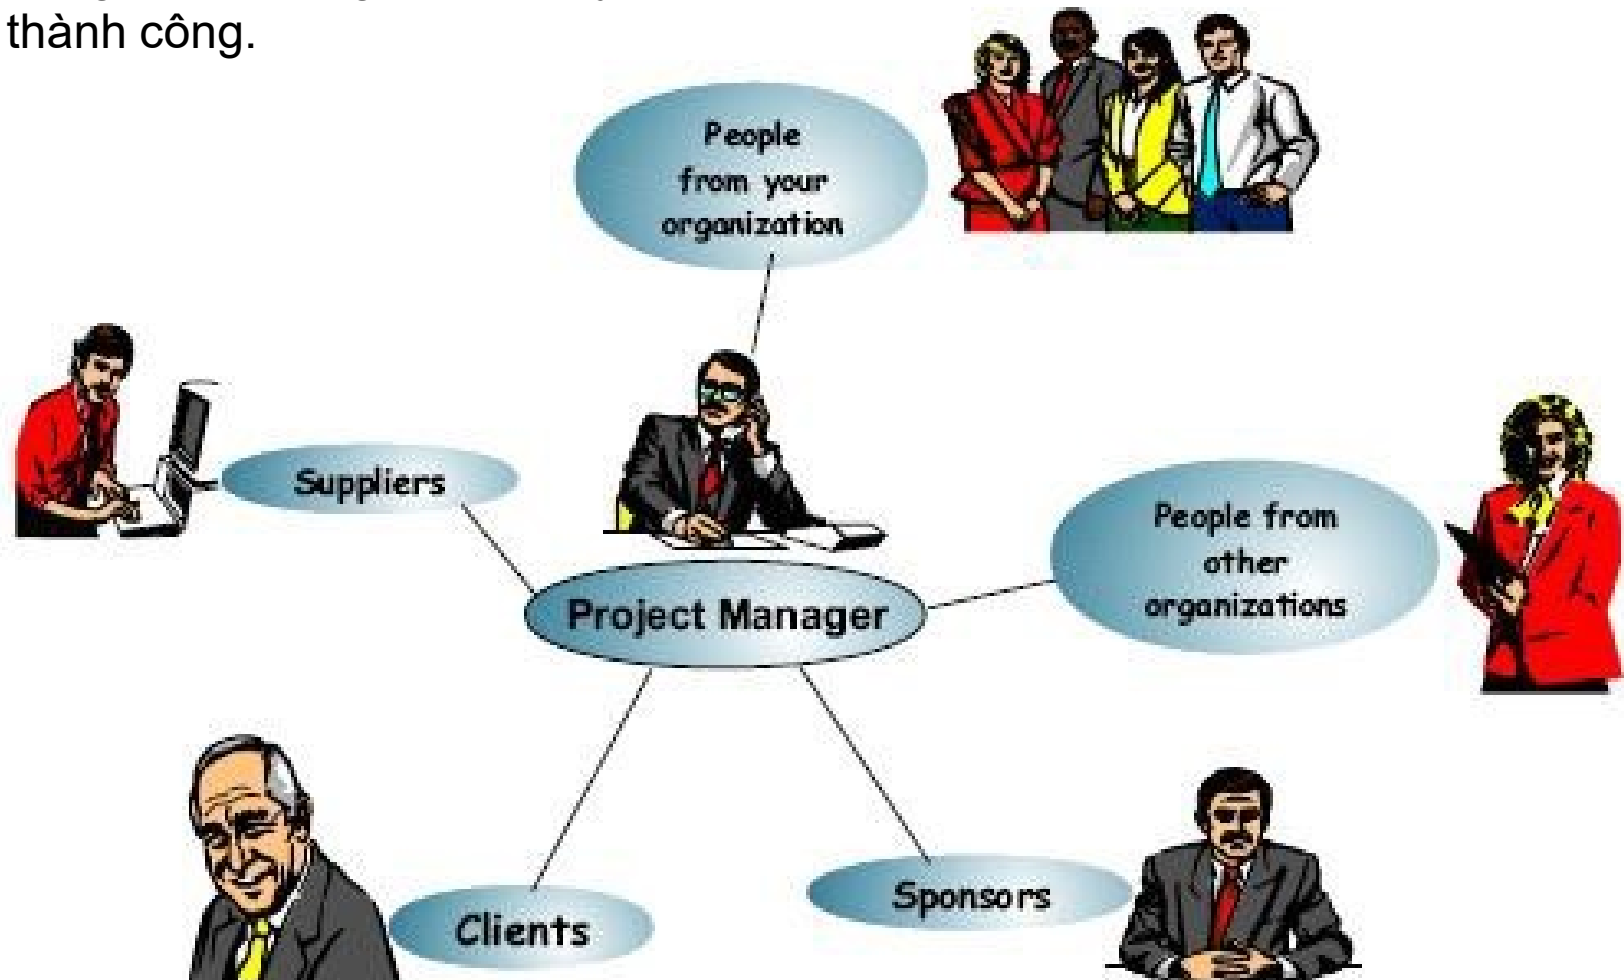 thành công.
People
from your
organization
Suppliers
People from
other
organizations
Project Manager
Sponsors
Clients